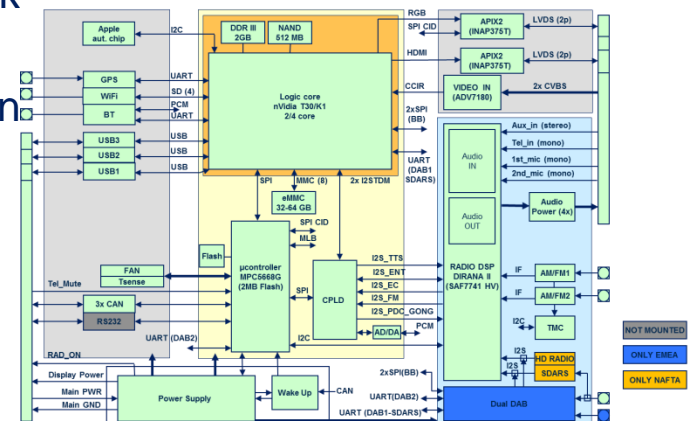 Apple
aut. chip
I2C
DDR III
2GB
NAND
512 MB
RGB
SPI CID
APIX2
(INAP375T)
LVDS (2p)
HDMI
APIX2
(INAP375T)
LVDS (2p)
GPS
UART
WiFi
SD (4)
BT
PCM
UART
Logic core
nVidia T30/K1
2/4 core
CCIR
VIDEO IN
(ADV7180)
2x CVBS
2xSPI
(BB)
USB3
USB
USB2
USB
USB1
USB
UART
(DAB1
SDARS)
Audio
IN
Aux_in (stereo)
Tel_in (mono)
1st_mic (mono)
2nd_mic (mono)
SPI
MMC (8)
2x I2STDM
eMMC
32-64 GB
Audio
OUT
Audio
Power (4x)
SPI CID
MLB
Flash
µcontroller
MPC5668G
(2MB Flash)
CPLD
SPI
I2S_TTS
I2S_ENT
I2S_EC
I2S_FM
I2S_PDC_GONG
RADIO DSP
DIRANA II
(SAF7741 HV)
IF
AM/FM1
IF
AM/FM2
FAN
Tsense
Tel_Mute
3x CAN
RS232
AD/DA
PCM
I2C
TMC
UART (DAB2)
I2C
I2S
HD RADIO
I2S
SDARS
NOT MOUNTED
ONLY EMEA
ONLY NAFTA
RAD_ON
Display Power
Main PWR
Main GND
Power Supply
Wake Up
CAN
2xSPI(BB)
UART(DAB2)
UART (DAB1-SDARS)
Dual DAB